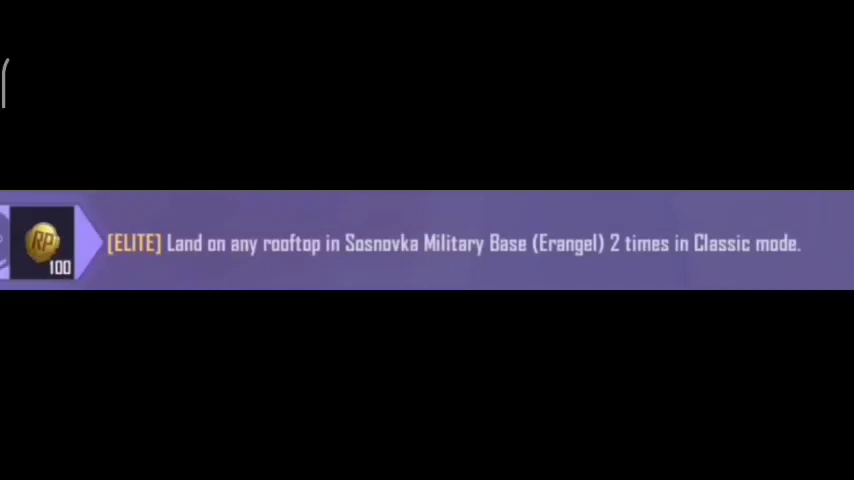 RP
100
[ELITE] Land on any rooftop in Sosnovka Military Base (Erangel) 2 times in Classic mode.